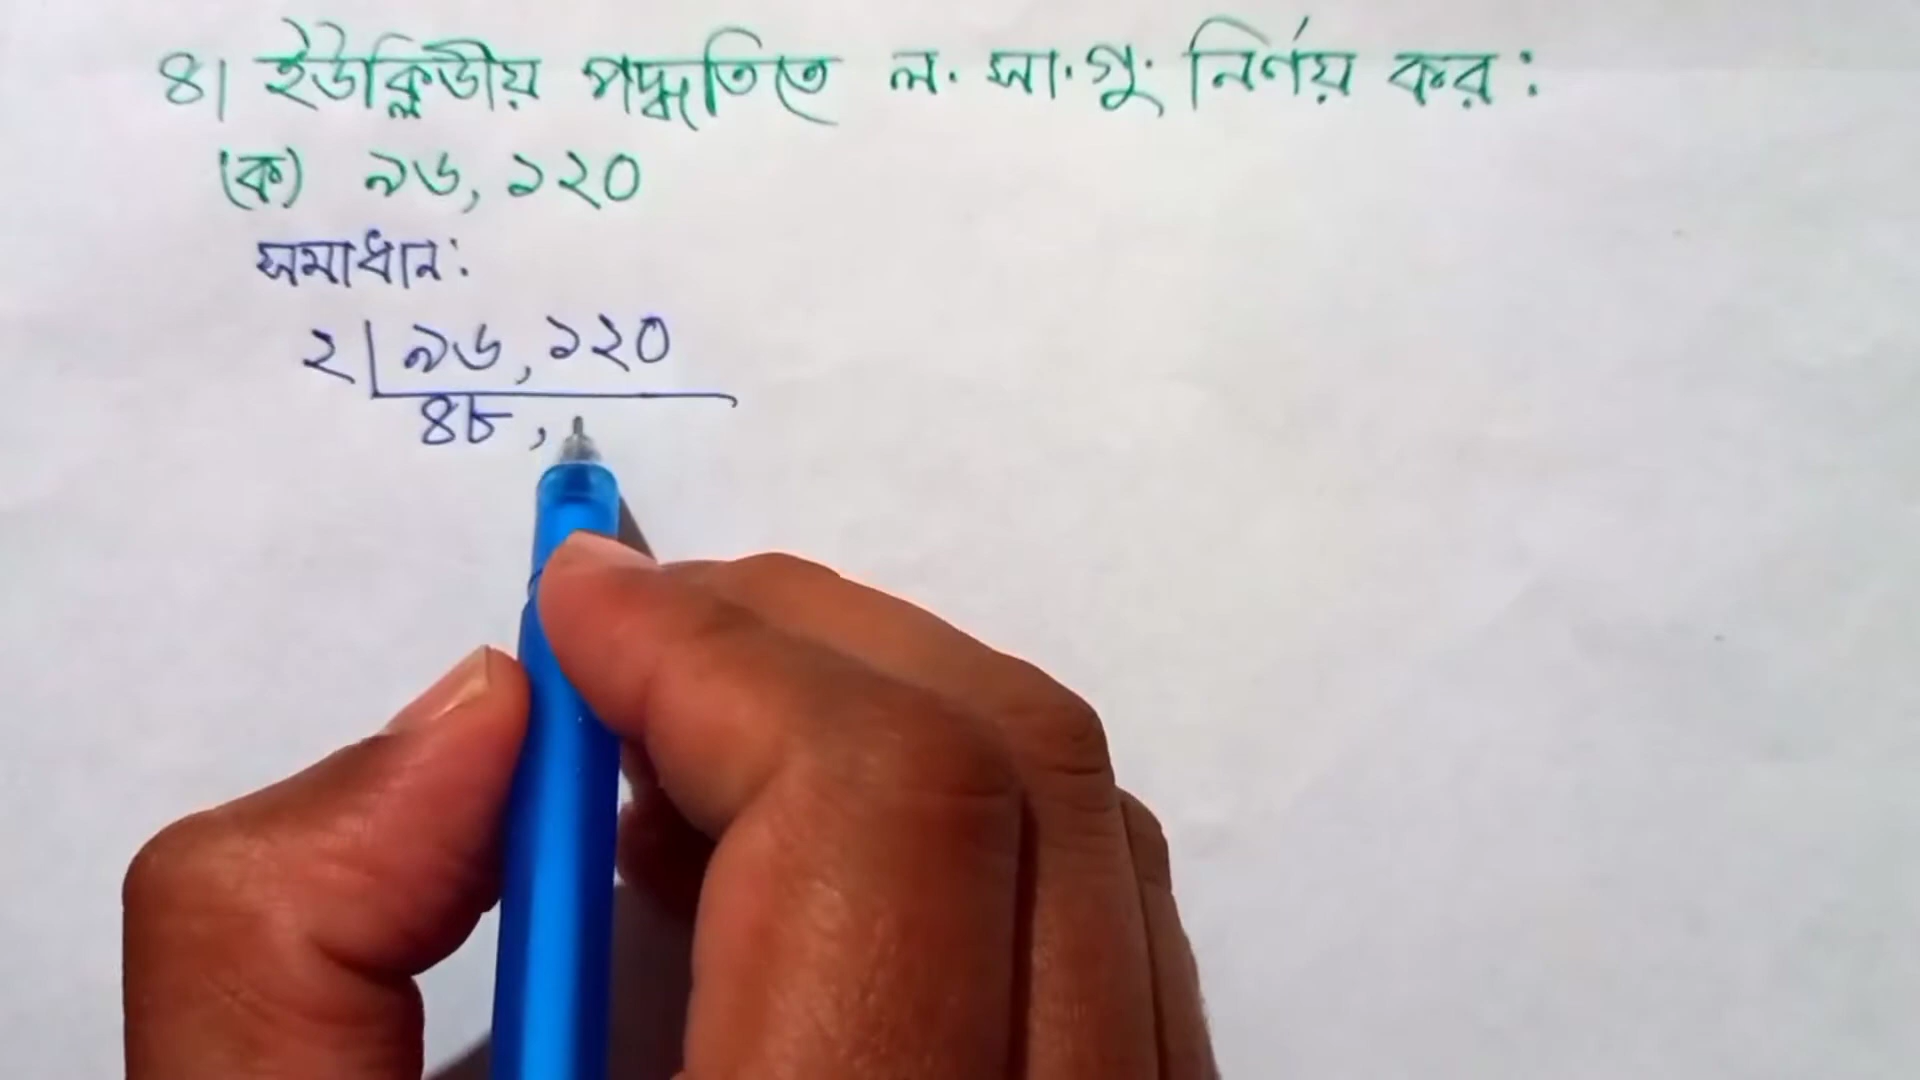 ৪। ইউক্লিডীয় পদ্ধতিতে ল. সা. গু. নির্ণয় কর :
(ক) ৯৬, ১২০
সমাধান:
২ | ৯৬, ১২০
৪৮,